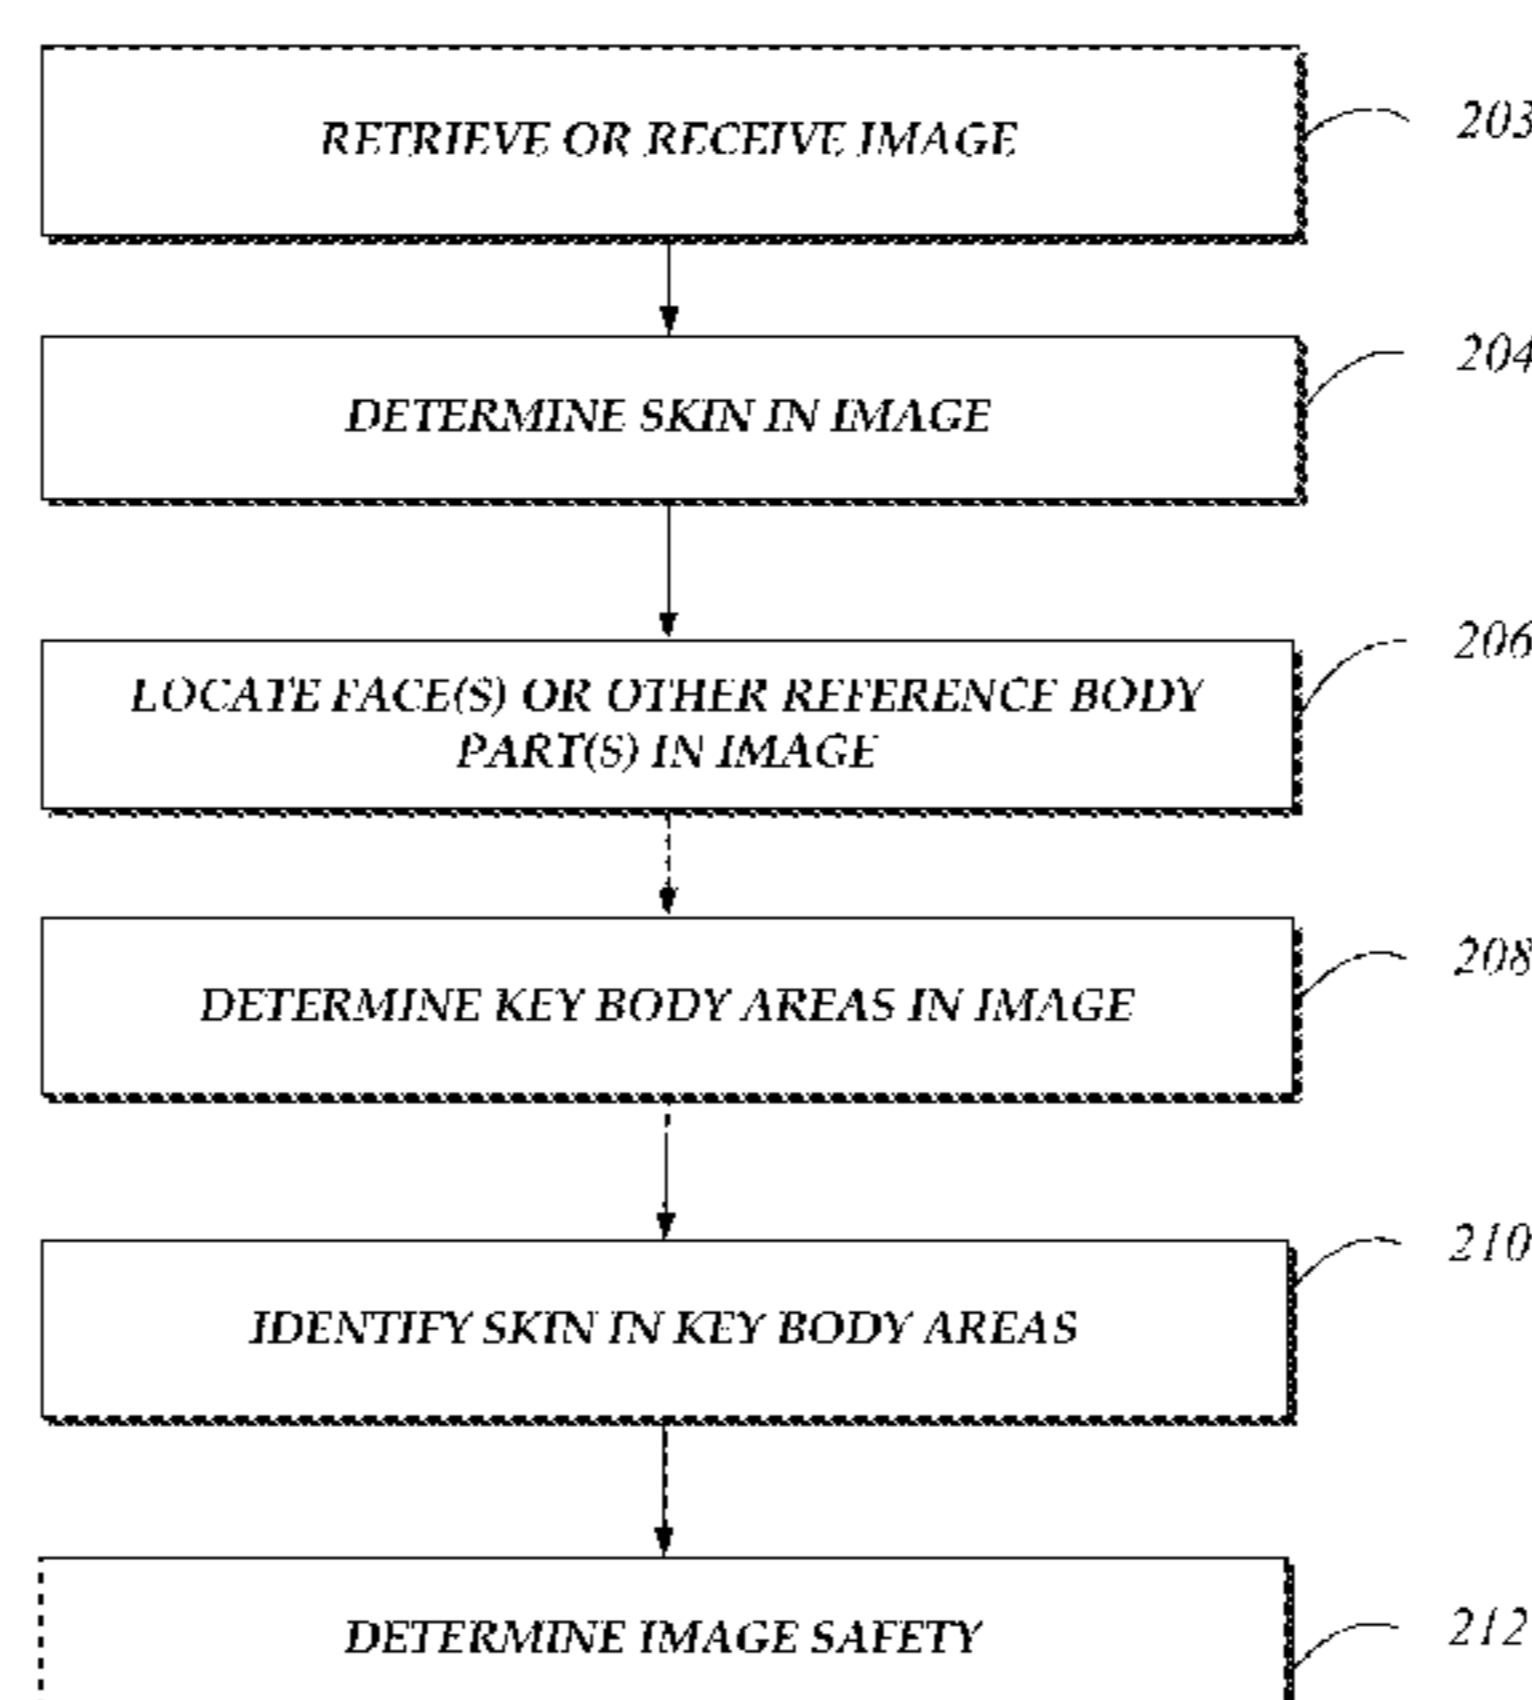 RETRIEVE OR RECEIVE IMAGE
203
DETERMINE SKIN IN IMAGE
204
LOCATE FACE(S) OR OTHER REFERENCE BODY
PART(S) IN IMAGE
206
DETERMINE KEY BODY AREAS IN IMAGE
208
IDENTIFY SKIN IN KEY BODY AREAS
210
DETERMINE IMAGE SAFETY
212